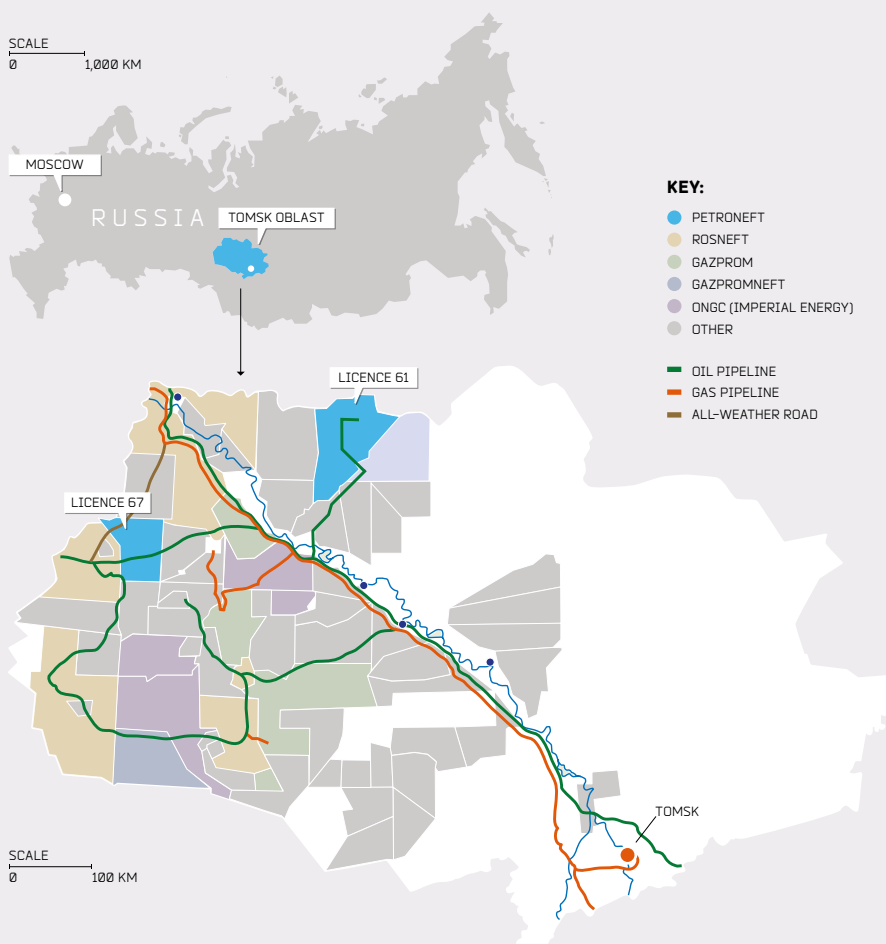 SCALE
0 1,000 KM
MOSCOW
RUSSIA
TOMSK OBLAST
KEY:
PETRONEFT
ROSNEFT
GAZPROM
GAZPROMNEFT
ONGC (IMPERIAL ENERGY)
OTHER
OIL PIPELINE
GAS PIPELINE
ALL-WEATHER ROAD
LICENCE 61
LICENCE 67
TOMSK
SCALE
0 100 KM